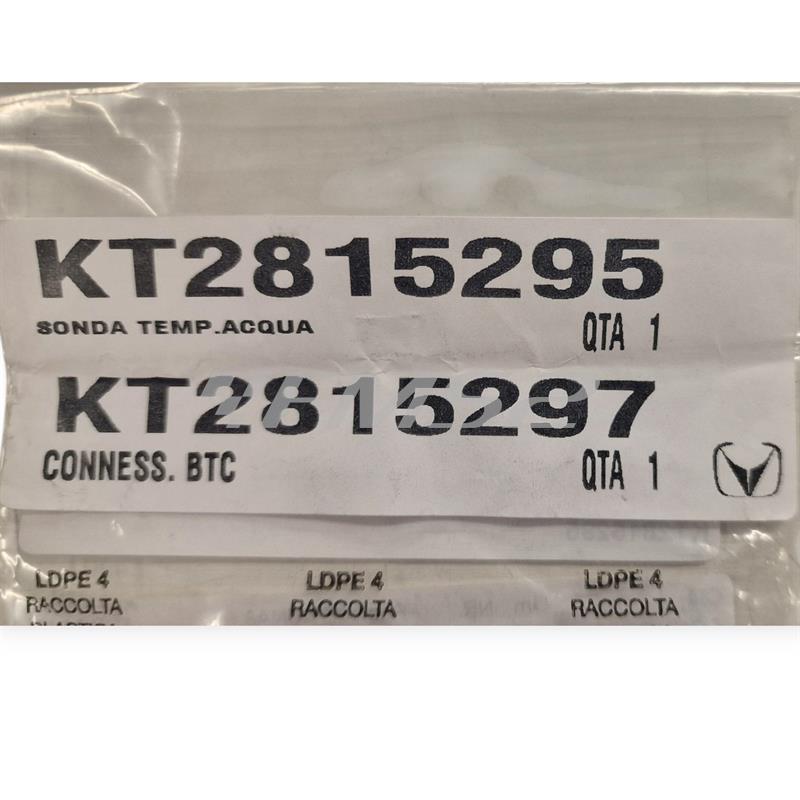 KT2815295
SONDA TEMP.ACQUA QTA 1
KT2815297
CONNESS. BTC QTA 1
LDPE 4 LDPE 4 LDPE 4
RACCOLTA RACCOLTA RACCOLTA